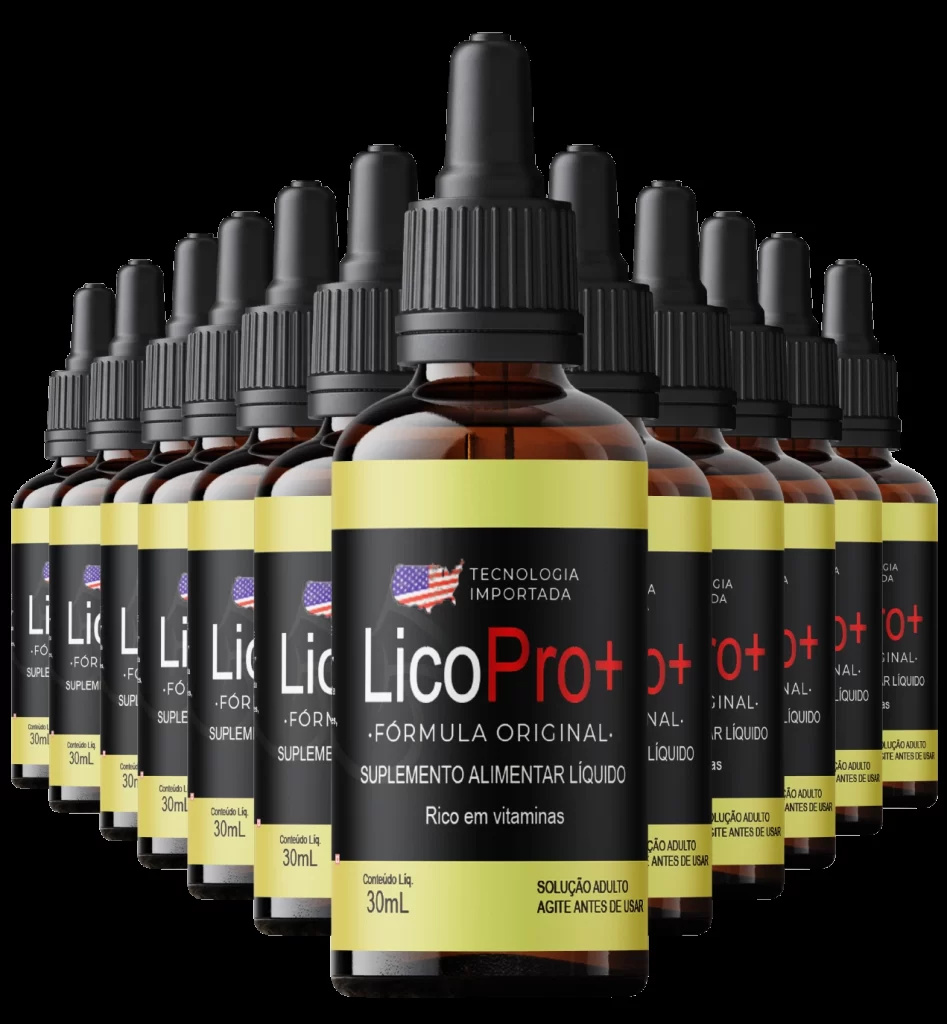 TECNOLOGIA
IMPORTADA
LicoPro+
·FÓRMULA ORIGINAL·
SUPLEMENTO ALIMENTAR LÍQUIDO
Rico em vitaminas
Conteúdo Liq.
30mL
SOLUÇÃO ADULTO
AGITE ANTES DE USAR